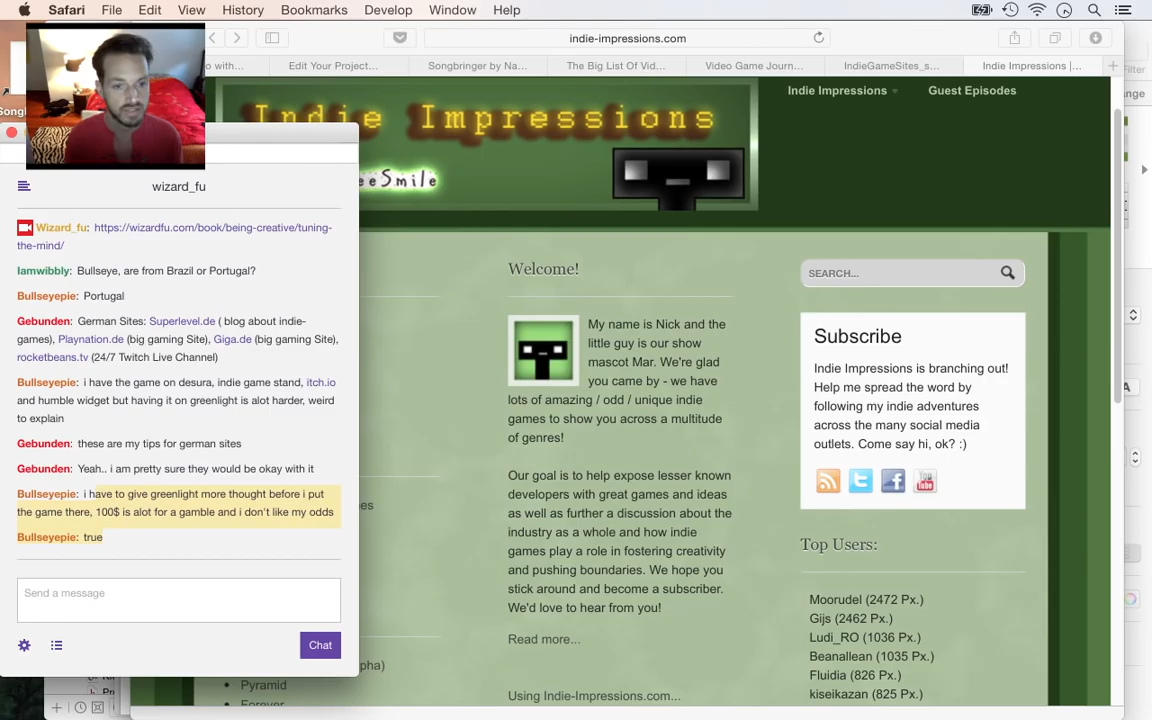 Safari File Edit View History Bookmarks Develop Window Help
indie-impressions.com
o with... Edit Your Project... Songbringer by Na... The Big List Of Vid... Video Game Journ... IndieGameSites_s... Indie Impressions |...
Filter
Indie Impressions Guest Episodes
Indie Impressions
eeSmile
wizard_fu
Wizard_fu: https://wizardfu.com/book/being-creative/tuning-
the-mind/
Iamwibbly: Bullseye, are from Brazil or Portugal?
Bullseyepie: Portugal
Gebunden: German Sites: Superlevel.de ( blog about indie-
games), Playnation.de (big gaming Site), Giga.de (big gaming Site),
rocketbeans.tv (24/7 Twitch Live Channel)
Bullseyepie: i have the game on desura, indie game stand, itch.io
and humble widget but having it on greenlight is alot harder, weird
to explain
Gebunden: these are my tips for german sites
Gebunden: Yeah.. i am pretty sure they would be okay with it
Bullseyepie: i have to give greenlight more thought before i put
the game there, 100$ is alot for a gamble and i don't like my odds
Bullseyepie: true
Send a message
Chat
Pyramid
Forever
Welcome!
My name is Nick and the
little guy is our show
mascot Mar. We're glad
you came by - we have
lots of amazing / odd / unique indie
games to show you across a multitude
of genres!
Our goal is to help expose lesser known
developers with great games and ideas
as well as further a discussion about the
industry as a whole and how indie
games play a role in fostering creativity
and pushing boundaries. We hope you
stick around and become a subscriber.
We'd love to hear from you!
Read more...
Using Indie-Impressions.com...
SEARCH...
Subscribe
Indie Impressions is branching out!
Help me spread the word by
following my indie adventures
across the many social media
outlets. Come say hi, ok? :)
You Tube
Top Users:
Moorudel (2472 Px.)
Gijs (2462 Px.)
Ludi_RO (1036 Px.)
Beanallean (1035 Px.)
Fluidia (826 Px.)
kiseikazan (825 Px.)